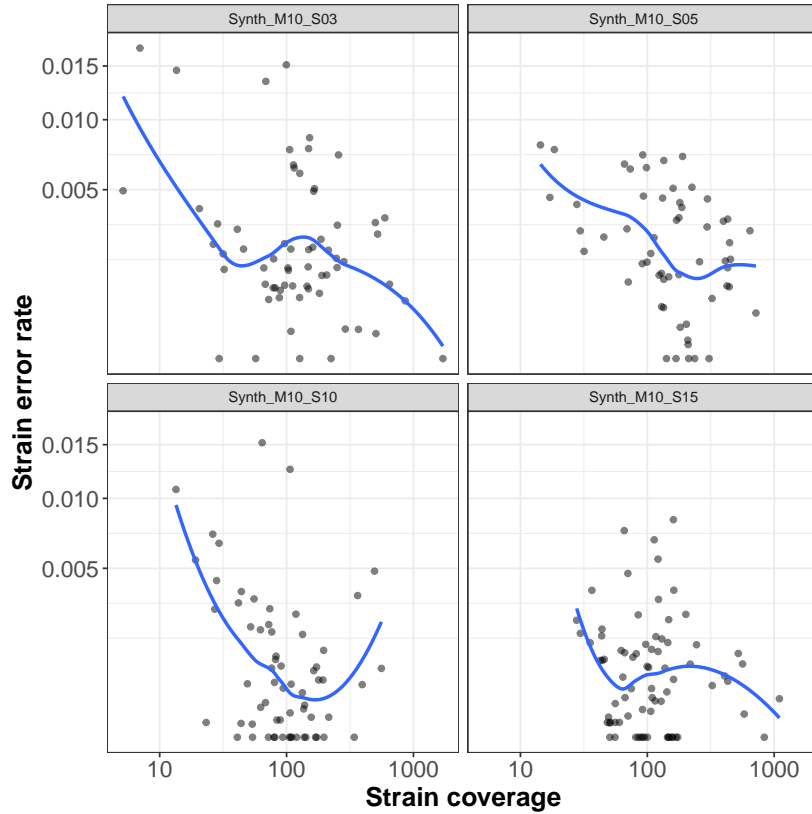 Synth_M10_S03
Synth_M10_S05
0.015
0.010
0.005
Strain error rate
Synth_M10_S10
Synth_M10_S15
0.015
0.010
0.005
10
100
1000
10
100
1000
Strain coverage